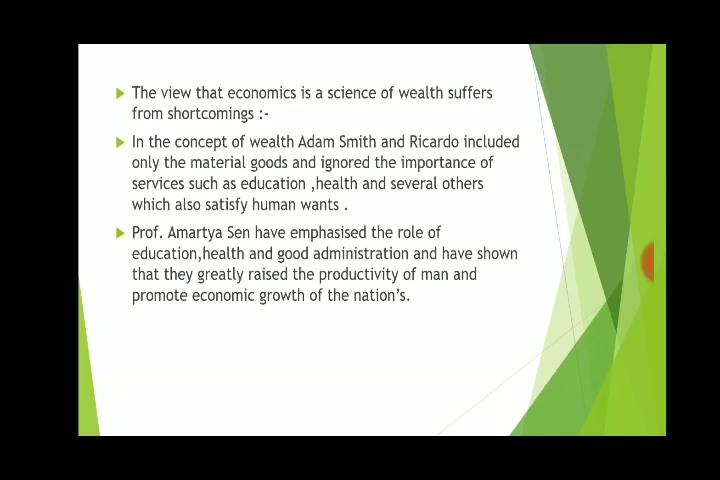 The view that economics is a science of wealth suffers
from shortcomings :-
In the concept of wealth Adam Smith and Ricardo included
only the material goods and ignored the importance of
services such as education ,health and several others
which also satisfy human wants .
Prof. Amartya Sen have emphasised the role of
education,health and good administration and have shown
that they greatly raised the productivity of man and
promote economic growth of the nation’s.